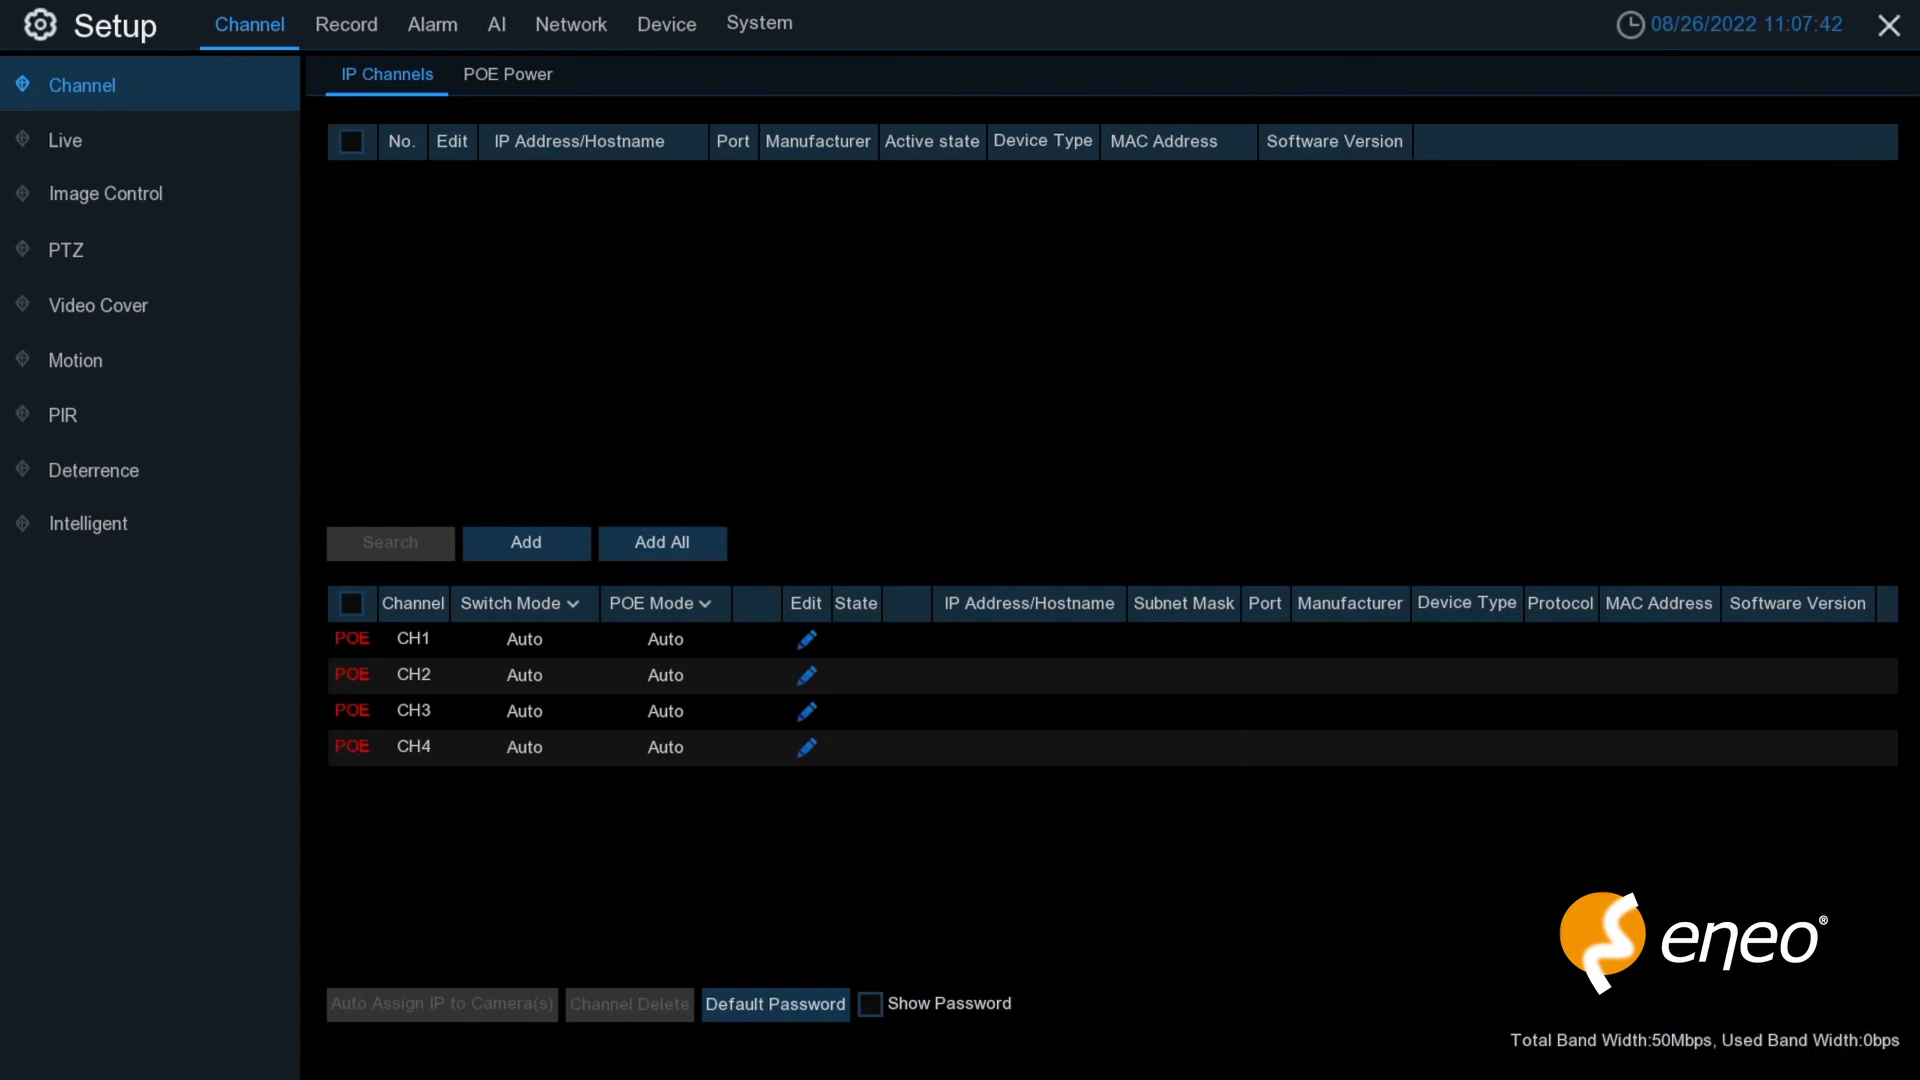 Setup Channel Record Alarm AI Network Device System 08/26/2022 11:07:42
Channel
Live
Image Control
PTZ
Video Cover
Motion
PIR
Deterrence
Intelligent
IP Channels POE Power
No. Edit IP Address/Hostname Port Manufacturer Active state Device Type MAC Address Software Version
Search Add Add All
Channel Switch Mode POE Mode Edit State IP Address/Hostname Subnet Mask Port Manufacturer Device Type Protocol MAC Address Software Version
POE CH1 Auto Auto
POE CH2 Auto Auto
POE CH3 Auto Auto
POE CH4 Auto Auto
eneo®
Auto Assign IP to Camera(s) Channel Delete Default Password Show Password
Total Band Width:50Mbps, Used Band Width:0bps